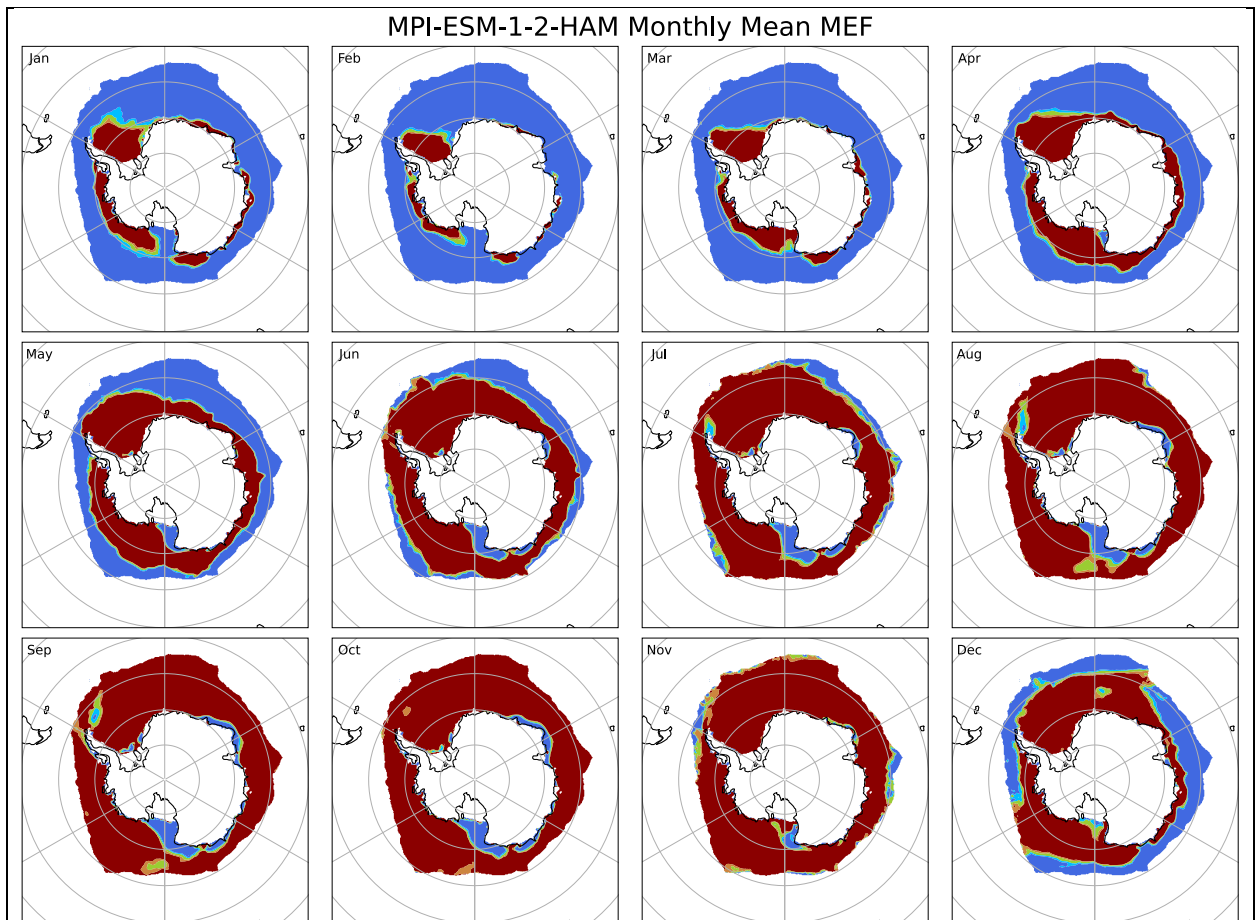 MPI-ESM-1-2-HAM Monthly Mean MEF
Jan
Feb
Mar
Apr
May
Jun
Jul
Aug
Sep
Oct
Nov
Dec